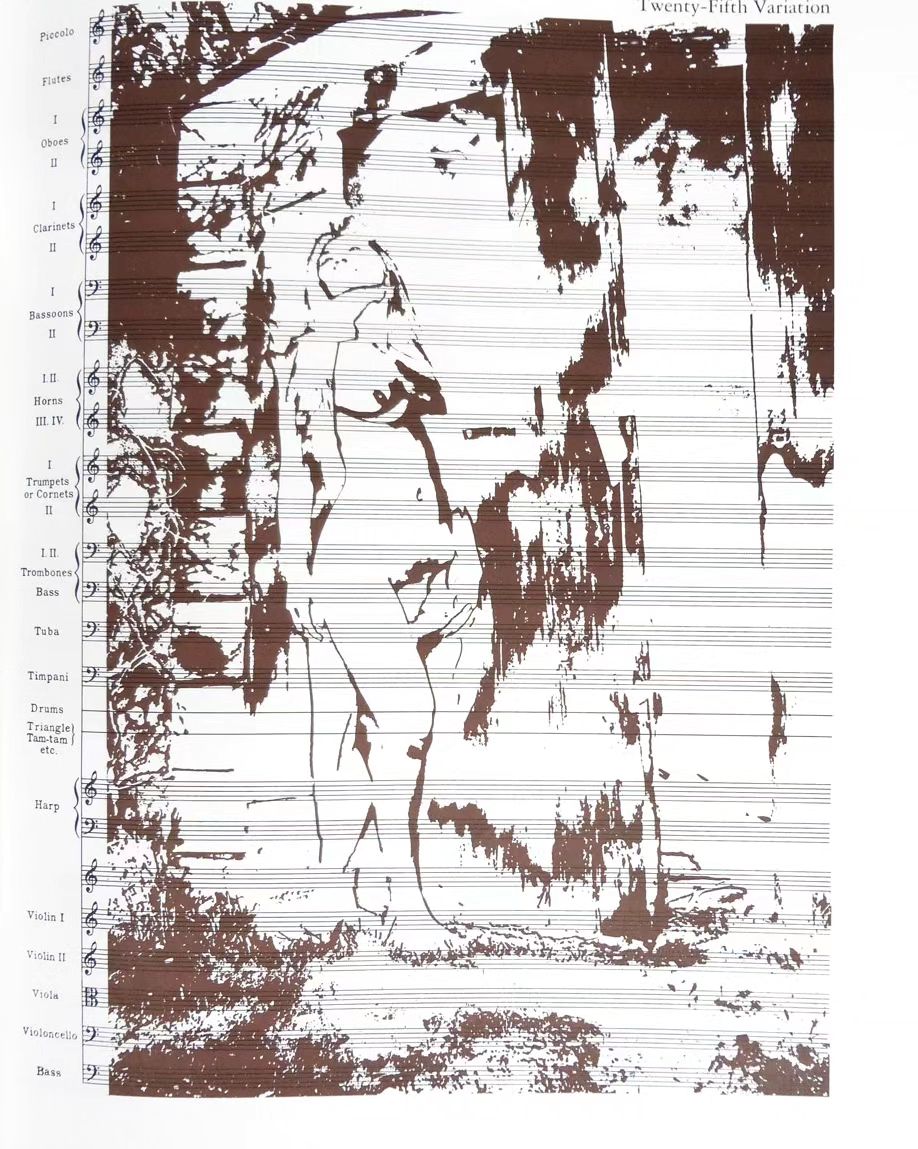 Twenty-Fifth Variation
Piccolo
Flutes
I
Oboes
II
I
Clarinets
II
I
Bassoons
II
I.II.
Horns
III. IV.
I
Trumpets
or Cornets
II
I. II.
Trombones
Bass
Tuba
Timpani
Drums
Triangle
Tam-tam
etc.
Harp
Violin I
Violin II
Viola
Violoncello
Bass